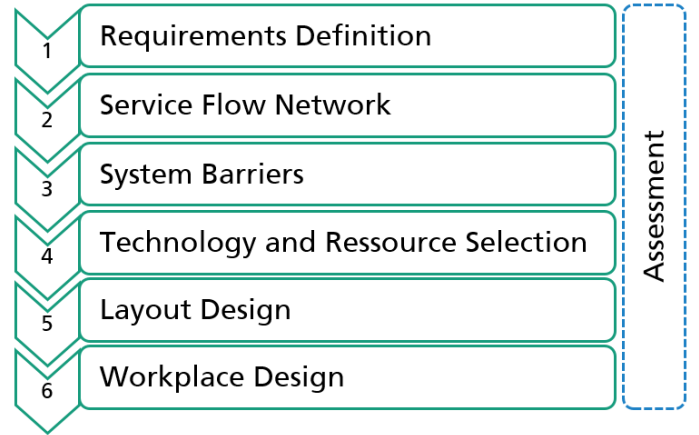 1 Requirements Definition
2 Service Flow Network
3 System Barriers
4 Technology and Ressource Selection
5 Layout Design
6 Workplace Design
Assessment